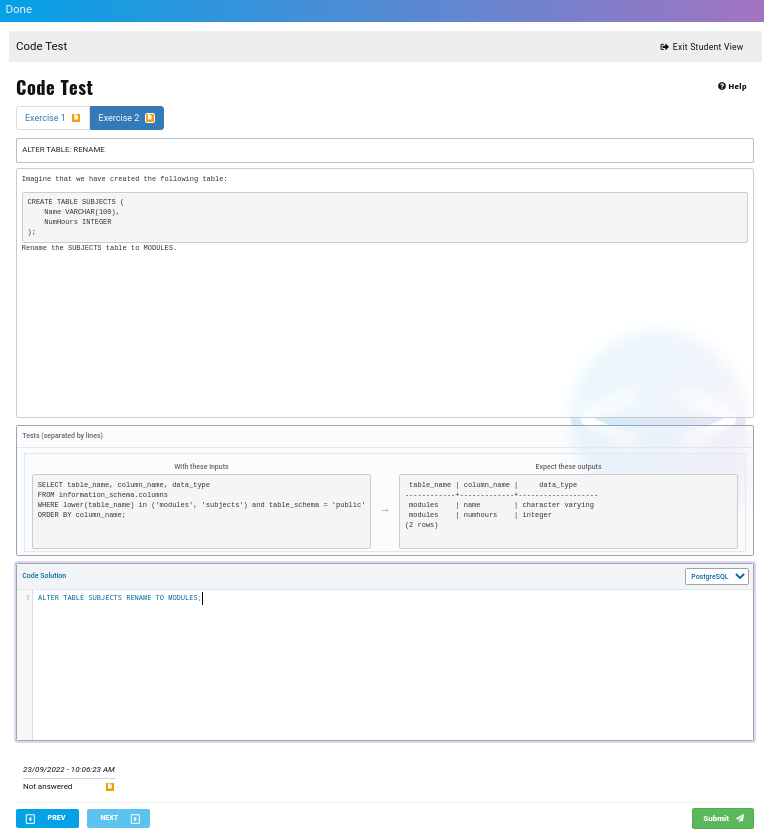 Done
Code Test
Exit Student View
Code Test
Help
Exercise 1
Exercise 2
ALTER TABLE: RENAME
Imagine that we have created the following table:
CREATE TABLE SUBJECTS (
    Name VARCHAR(100),
    NumHours INTEGER
);
Rename the SUBJECTS table to MODULES.
Tests (separated by lines)
With these inputs
SELECT table_name, column_name, data_type
FROM information_schema.columns
WHERE lower(table_name) in ('modules', 'subjects') and table_schema = 'public'
ORDER BY column_name;
→
Expect these outputs
 table_name | column_name |     data_type
------------+-------------+-------------------
 modules    | name        | character varying
 modules    | numhours    | integer
(2 rows)
Code Solution
PostgreSQL
1 ALTER TABLE SUBJECTS RENAME TO MODULES;
23/09/2022 - 10:06:23 AM
Not answered
PREV
NEXT
Submit